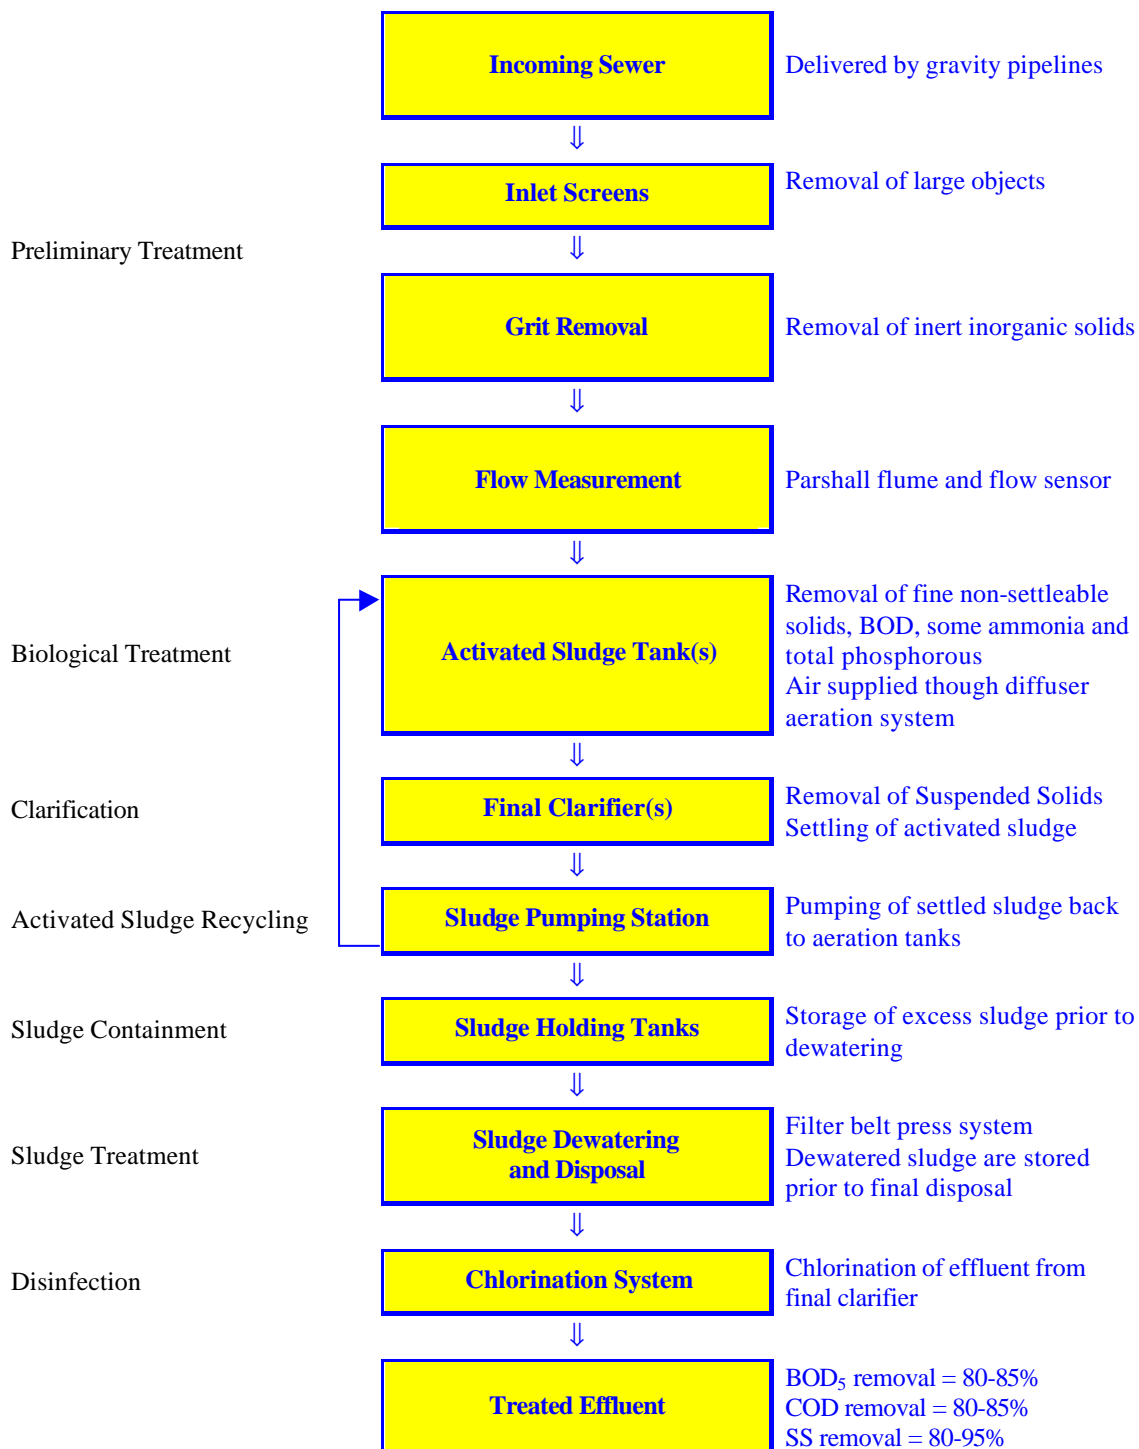 Incoming Sewer
Delivered by gravity pipelines
⇓
Inlet Screens
Removal of large objects
Preliminary Treatment
⇓
Grit Removal
Removal of inert inorganic solids
⇓
Flow Measurement
Parshall flume and flow sensor
⇓
Biological Treatment
Activated Sludge Tank(s)
Removal of fine non-settleable
solids, BOD, some ammonia and
total phosphorous
Air supplied though diffuser
aeration system
⇓
Clarification
Final Clarifier(s)
Removal of Suspended Solids
Settling of activated sludge
⇓
Activated Sludge Recycling
Sludge Pumping Station
Pumping of settled sludge back
to aeration tanks
⇓
Sludge Containment
Sludge Holding Tanks
Storage of excess sludge prior to
dewatering
⇓
Sludge Treatment
Sludge Dewatering
and Disposal
Filter belt press system
Dewatered sludge are stored
prior to final disposal
⇓
Disinfection
Chlorination System
Chlorination of effluent from
final clarifier
⇓
Treated Effluent
BOD₅ removal = 80-85%
COD removal = 80-85%
SS removal = 80-95%